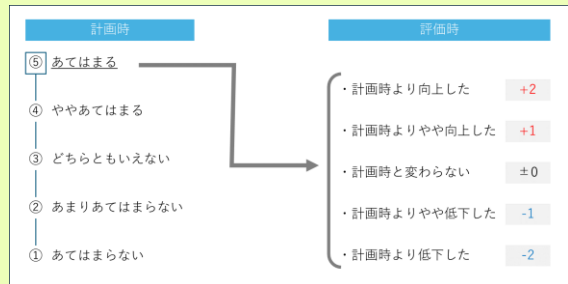 計画時
⑤ あてはまる
④ ややあてはまる
③ どちらともいえない
② あまりあてはまらない
① あてはまらない
評価時
・計画時より向上した +2
・計画時よりやや向上した +1
・計画時と変わらない ±0
・計画時よりやや低下した -1
・計画時より低下した -2